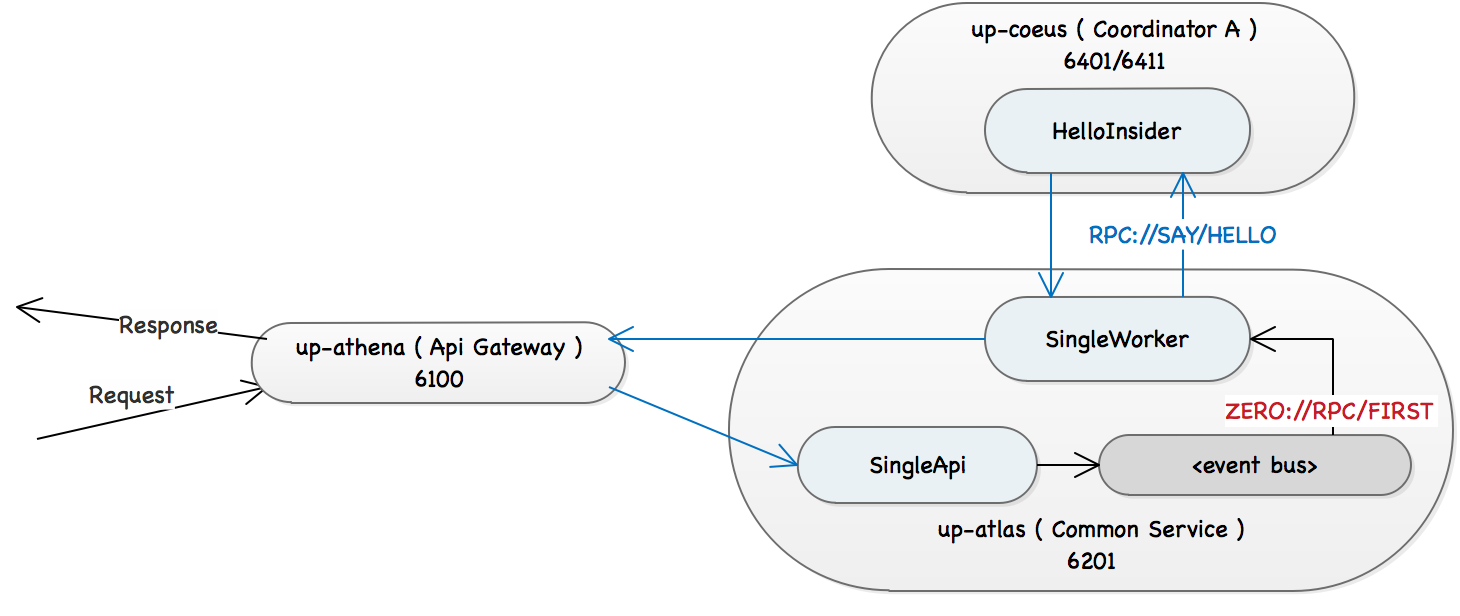 up-coeus ( Coordinator A )
6401/6411
HelloInsider
RPC://SAY/HELLO
Response
up-athena ( Api Gateway )
6100
Request
SingleWorker
ZERO://RPC/FIRST
SingleApi
<event bus>
up-atlas ( Common Service )
6201